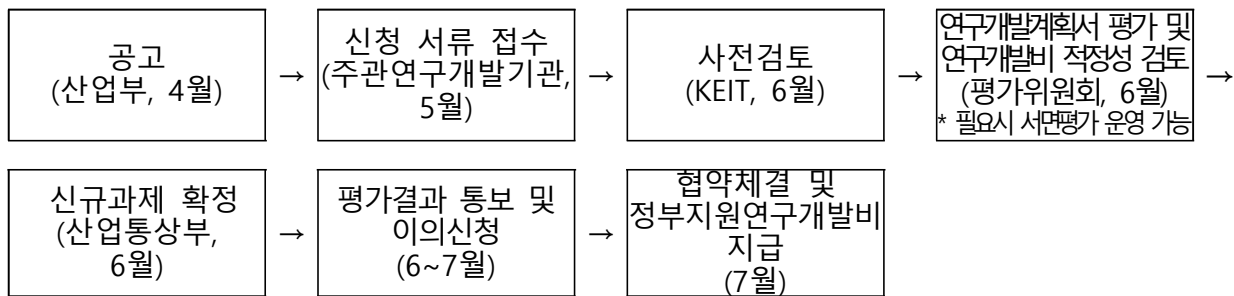 공고
(산업부, 4월)
→
신청 서류 접수
(주관연구개발기관,
5월)
→
사전검토
(KEIT, 6월)
→
연구개발계획서 평가 및
연구개발비 적정성 검토
(평가위원회, 6월)
* 필요시 서면평가 운영 가능
→
신규과제 확정
(산업통상부,
6월)
→
평가결과 통보 및
이의신청
(6~7월)
→
협약체결 및
정부지원연구개발비
지급
(7월)